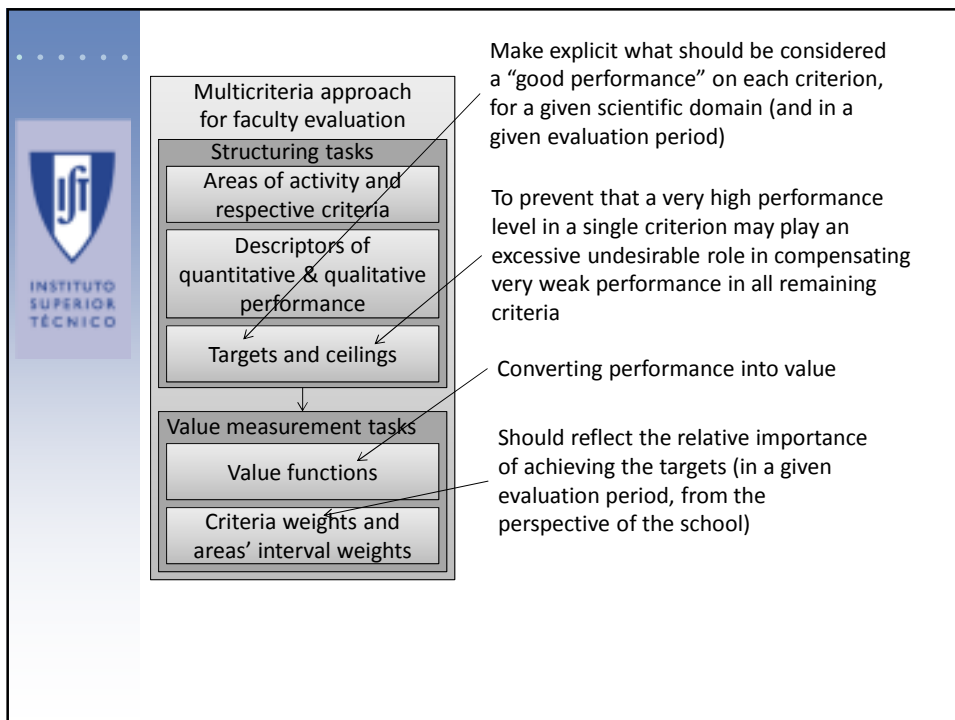 IST
INSTITUTO
SUPERIOR
TÉCNICO
Multicriteria approach
for faculty evaluation
Structuring tasks
Areas of activity and
respective criteria
Descriptors of
quantitative & qualitative
performance
Targets and ceilings
Value measurement tasks
Value functions
Criteria weights and
areas’ interval weights
Make explicit what should be considered
a “good performance” on each criterion,
for a given scientific domain (and in a
given evaluation period)
To prevent that a very high performance
level in a single criterion may play an
excessive undesirable role in compensating
very weak performance in all remaining
criteria
Converting performance into value
Should reflect the relative importance
of achieving the targets (in a given
evaluation period, from the
perspective of the school)